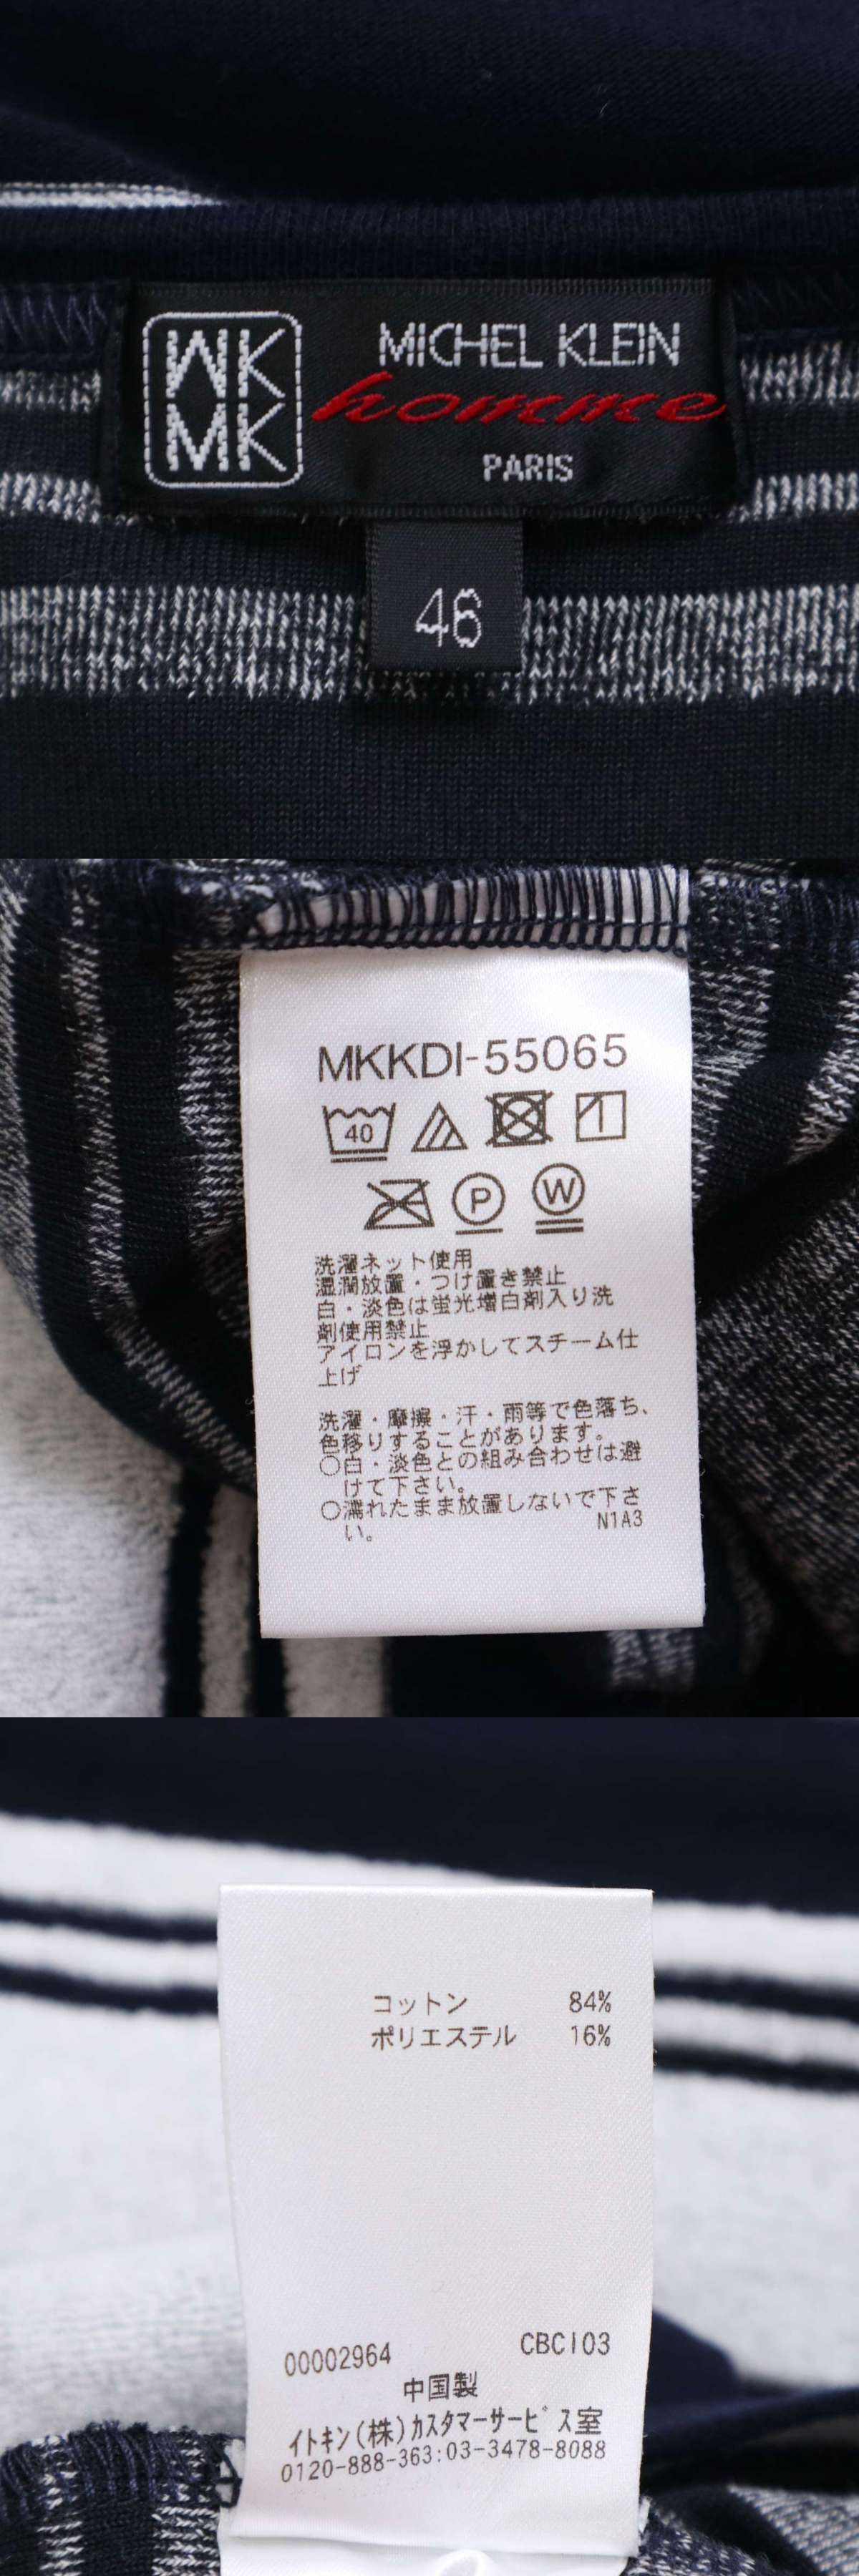 WK
MK
MICHEL KLEIN
homme
PARIS
46
MKKDI-55065
40
P
W
洗濯ネット使用
湿潤放置・つけ置き禁止
白・淡色は蛍光増白剤入り洗
剤使用禁止
アイロンを浮かしてスチーム仕
上げ
洗濯・摩擦・汗・雨等で色落ち、
色移りすることがあります。
○白・淡色との組み合わせは避
けて下さい。
○濡れたまま放置しないで下さ
い。
N1A3
コットン 84%
ポリエステル 16%
00002964 CBCI03
中国製
イトキン(株)カスタマーサービス室
0120-888-363:03-3478-8088